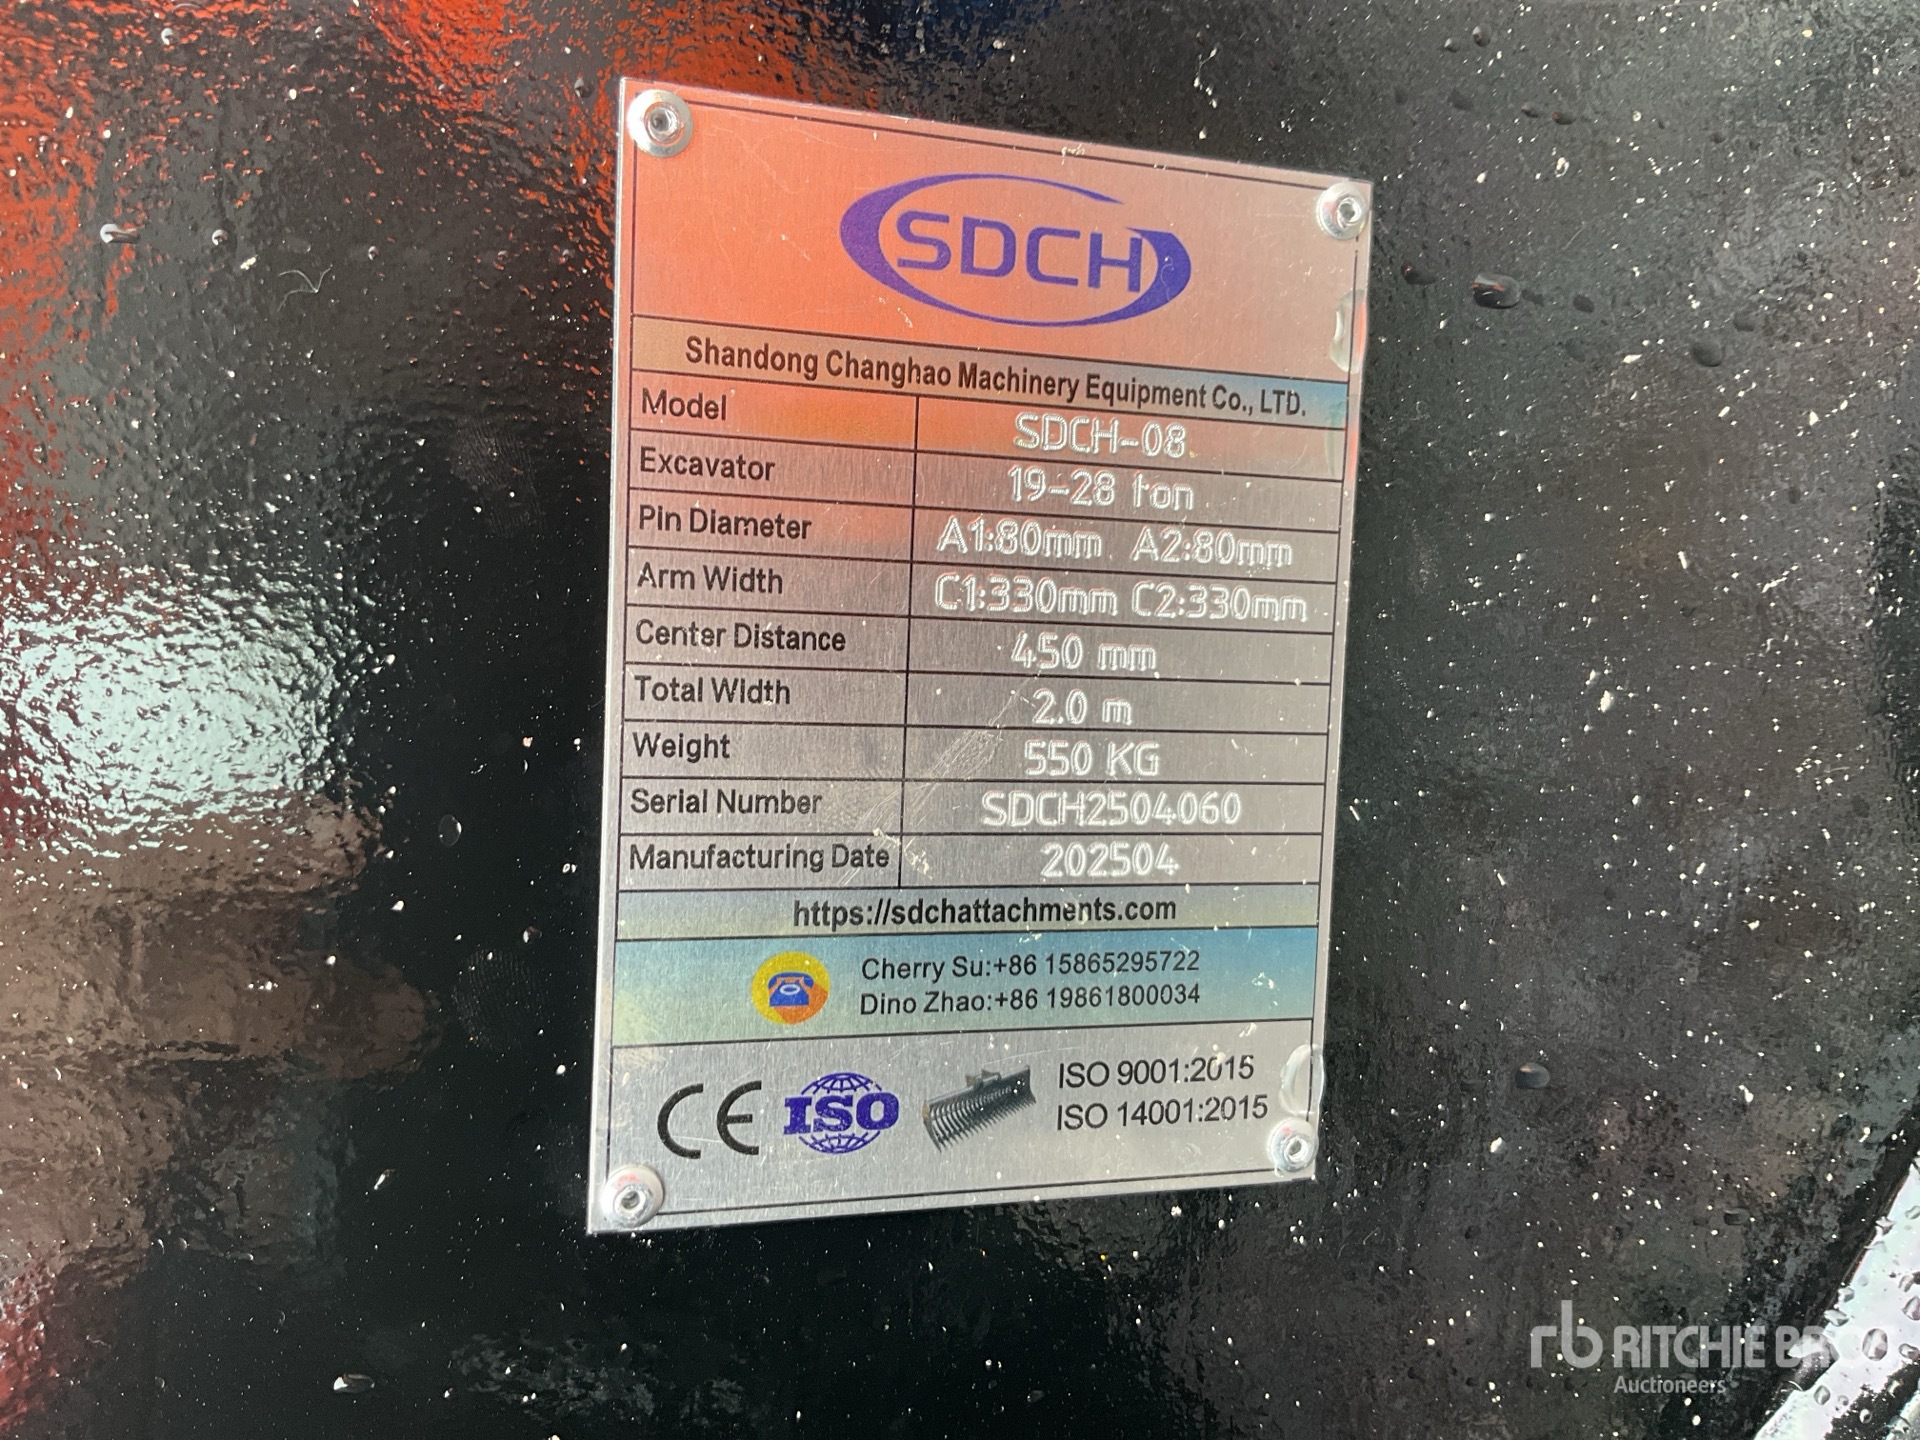 SDCH
Shandong Changhao Machinery Equipment Co., LTD.
Model SDCH-08
Excavator 19-28 ton
Pin Diameter A1:80mm A2:80mm
Arm Width C1:330mm C2:330mm
Center Distance 450 mm
Total Width 2.0 m
Weight 550 KG
Serial Number SDCH2504060
Manufacturing Date 202504
https://sdchattachments.com
Cherry Su:+86 15865295722
Dino Zhao:+86 19861800034
CE ISO ISO 9001:2015
ISO 14001:2015
rb RITCHIE BROS
Auctioneers